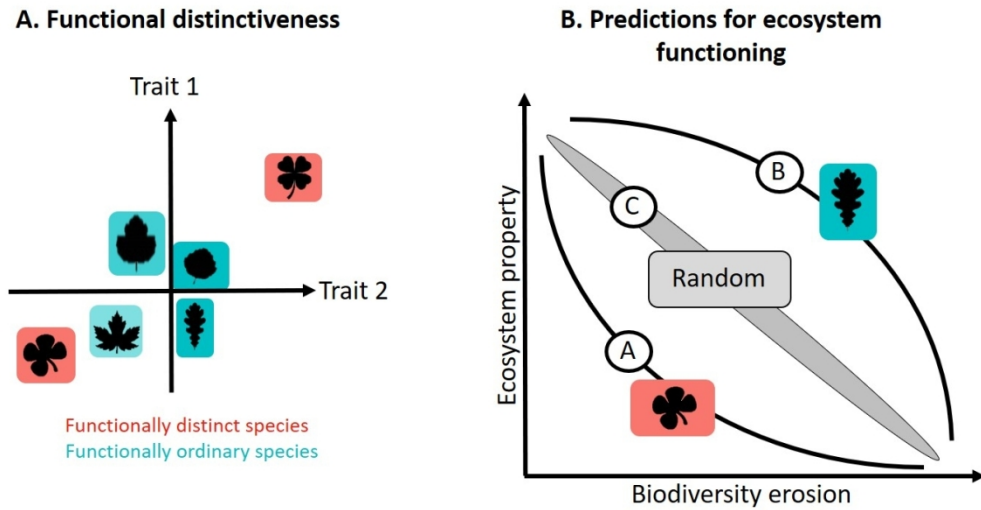 A. Functional distinctiveness
Trait 1
Trait 2
Functionally distinct species
Functionally ordinary species
B. Predictions for ecosystem
functioning
Ecosystem property
B
C
Random
A
Biodiversity erosion